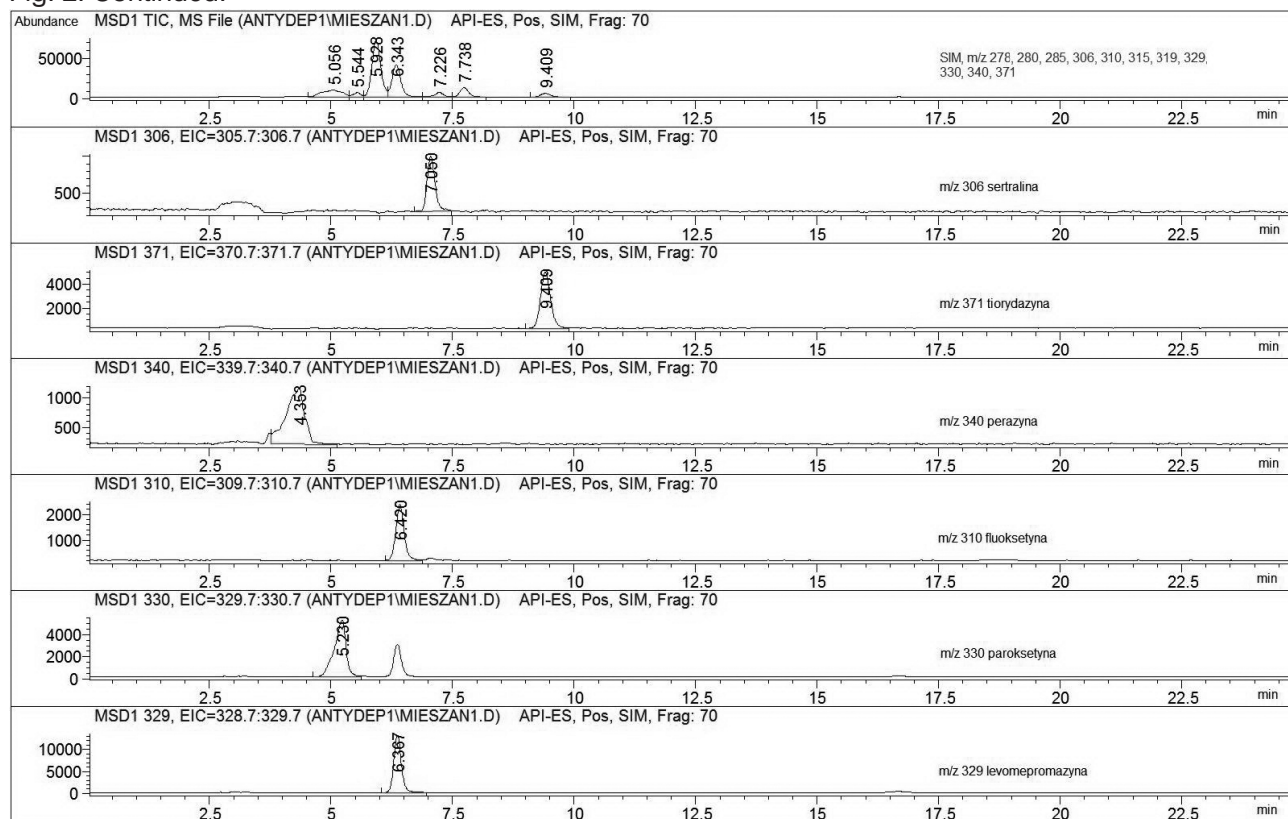 Fig. 2. Continued.
Abundance MSD1 TIC, MS File (ANTYDEP1\MIESZAN1.D) API-ES, Pos, SIM, Frag: 70
50000
0
5.056
5.544
5.928
6.343
7.226
7.738
9.409
SIM, m/z 278, 280, 285, 306, 310, 315, 319, 329,
330, 340, 371
2.5 5 7.5 10 12.5 15 17.5 20 22.5 min
MSD1 306, EIC=305.7:306.7 (ANTYDEP1\MIESZAN1.D) API-ES, Pos, SIM, Frag: 70
500
7.050
m/z 306 sertralina
2.5 5 7.5 10 12.5 15 17.5 20 22.5 min
MSD1 371, EIC=370.7:371.7 (ANTYDEP1\MIESZAN1.D) API-ES, Pos, SIM, Frag: 70
4000
2000
9.409
m/z 371 tiorydazyna
2.5 5 7.5 10 12.5 15 17.5 20 22.5 min
MSD1 340, EIC=339.7:340.7 (ANTYDEP1\MIESZAN1.D) API-ES, Pos, SIM, Frag: 70
1000
500
4.353
m/z 340 perazyna
2.5 5 7.5 10 12.5 15 17.5 20 22.5 min
MSD1 310, EIC=309.7:310.7 (ANTYDEP1\MIESZAN1.D) API-ES, Pos, SIM, Frag: 70
2000
1000
6.420
m/z 310 fluoksetyna
2.5 5 7.5 10 12.5 15 17.5 20 22.5 min
MSD1 330, EIC=329.7:330.7 (ANTYDEP1\MIESZAN1.D) API-ES, Pos, SIM, Frag: 70
4000
2000
0
5.230
m/z 330 paroksetyna
2.5 5 7.5 10 12.5 15 17.5 20 22.5 min
MSD1 329, EIC=328.7:329.7 (ANTYDEP1\MIESZAN1.D) API-ES, Pos, SIM, Frag: 70
10000
5000
0
6.367
m/z 329 levomepromazyna
2.5 5 7.5 10 12.5 15 17.5 20 22.5 min